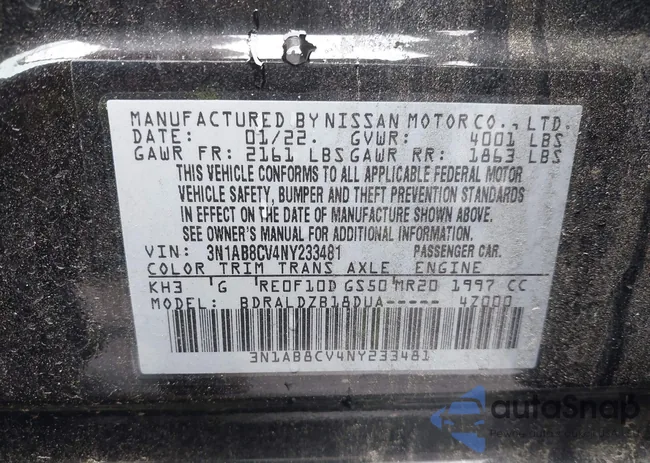 MANUFACTURED BY NISSAN MOTOR CO., LTD.
DATE: 01/22. GVWR: 4001 LBS
GAWR FR: 2161 LBS GAWR RR: 1863 LBS
THIS VEHICLE CONFORMS TO ALL APPLICABLE FEDERAL MOTOR
VEHICLE SAFETY, BUMPER AND THEFT PREVENTION STANDARDS
IN EFFECT ON THE DATE OF MANUFACTURE SHOWN ABOVE.
SEE OWNER'S MANUAL FOR ADDITIONAL INFORMATION.
VIN: 3N1AB8CV4NY233481 PASSENGER CAR.
COLOR TRIM TRANS AXLE ENGINE
KH3 G RE0F10D GS50 MR20 1997 CC
MODEL: BDRALDZB18DUA----- 4Z000
3N1AB8CV4NY233481
autoSnap